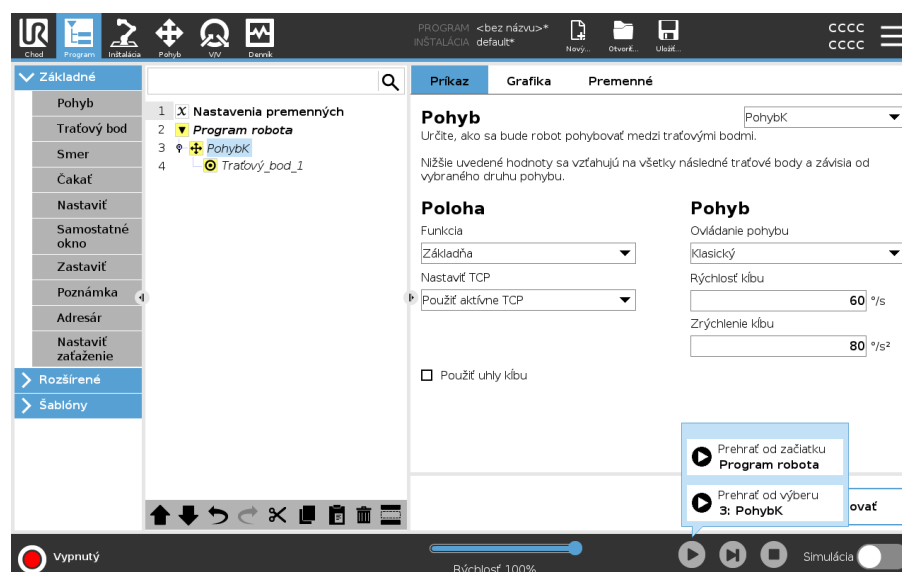 PROGRAM <bez názvu>*
INŠTALÁCIA default*
Chod
Program
Inštalácia
Pohyb
V/V
Denník
Nový...
Otvoriť...
Uložiť...
cccc
cccc
Základné
Pohyb
Traťový bod
Smer
Čakať
Nastaviť
Samostatné
okno
Zastaviť
Poznámka
Adresár
Nastaviť
zaťaženie
Rozšírené
Šablóny
1 X Nastavenia premenných
2 Program robota
3 PohybK
4 Traťový_bod_1
Príkaz
Grafika
Premenné
Pohyb
PohybK
Určite, ako sa bude robot pohybovať medzi traťovými bodmi.
Nižšie uvedené hodnoty sa vzťahujú na všetky následné traťové body a závisia od
vybraného druhu pohybu.
Poloha
Funkcia
Základňa
Nastaviť TCP
Použiť aktívne TCP
Použiť uhly kĺbu
Pohyb
Ovládanie pohybu
Klasický
Rýchlosť kĺbu
60 °/s
Zrýchlenie kĺbu
80 °/s²
Prehrať od začiatku
Program robota
Prehrať od výberu
3: PohybK
ovať
Vypnutý
Rýchlosť 100%
Simulácia